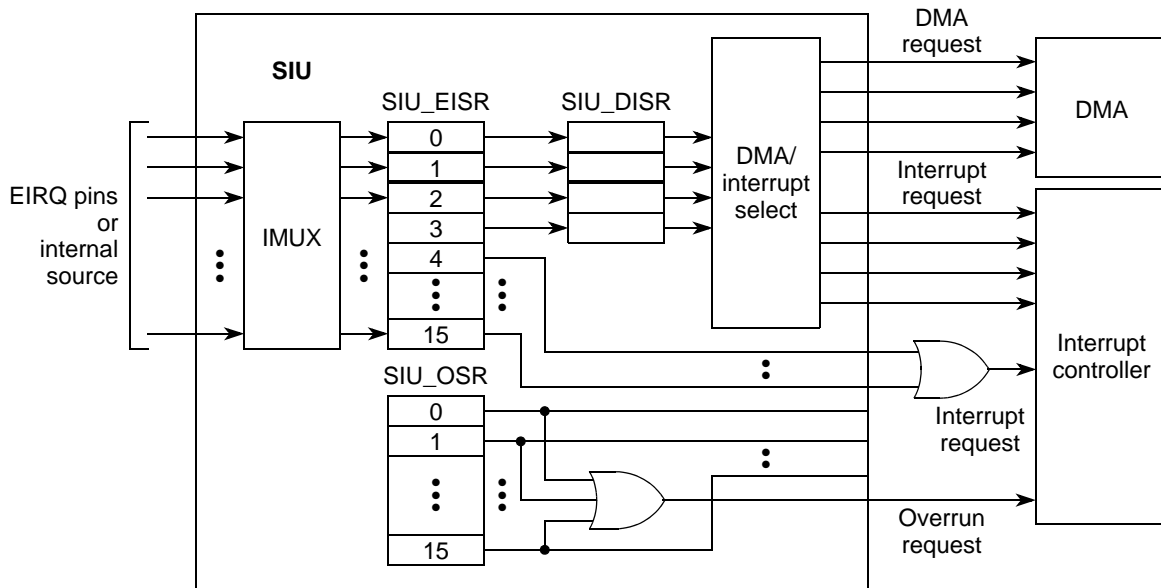 SIU
DMA
request
SIU_EISR
SIU_DISR
EIRQ pins
or
internal
source
IMUX
0
1
2
3
4
15
DMA/
interrupt
select
DMA
Interrupt
request
Interrupt
controller
Interrupt
request
SIU_OSR
0
1
15
Overrun
request